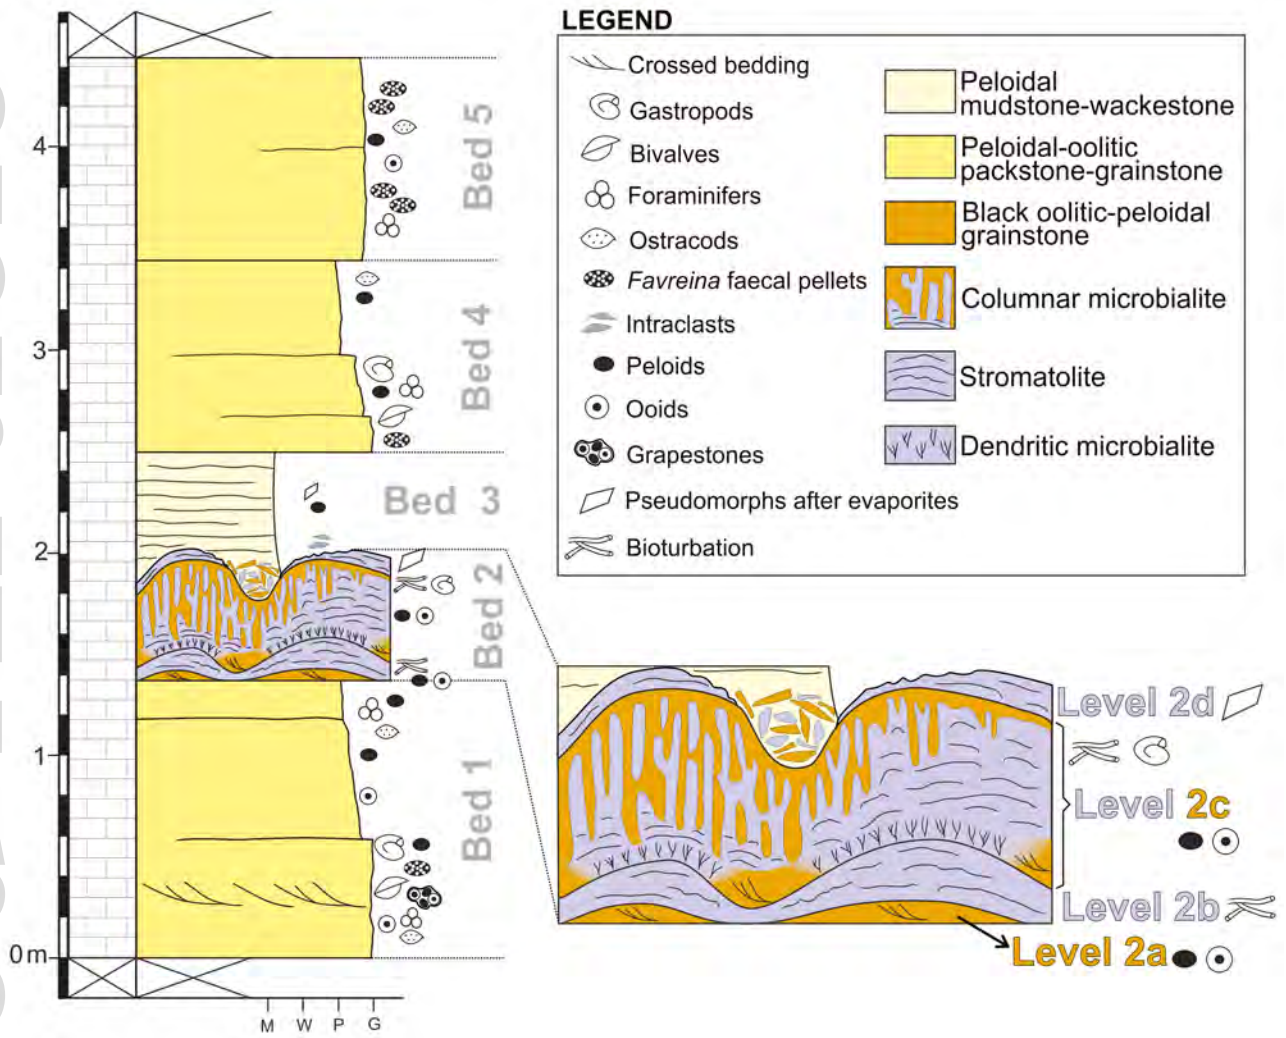 LEGEND
Crossed bedding
Gastropods
Bivalves
Foraminifers
Ostracods
Favreina faecal pellets
Intraclasts
Peloids
Ooids
Grapestones
Pseudomorphs after evaporites
Bioturbation
Peloidal
mudstone-wackestone
Peloidal-oolitic
packstone-grainstone
Black oolitic-peloidal
grainstone
Columnar microbialite
Stromatolite
Dendritic microbialite
4
3
2
1
0 m
Bed 5
Bed 4
Bed 3
Bed 2
Bed 1
M W P G
Level 2d
Level 2c
Level 2b
Level 2a